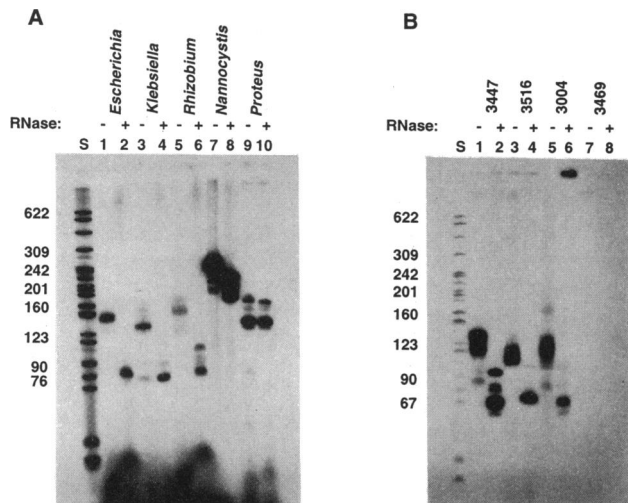 A
Escherichia
Klebsiella
Rhizobium
Nannocystis
Proteus
RNase: - + - + - + - + - +
S 1 2 3 4 5 6 7 8 9 10
622
309
242
201
160
123
90
76
B
3447
3516
3004
3469
RNase: - + - + - + - +
S 1 2 3 4 5 6 7 8
622
309
242
201
160
123
90
67